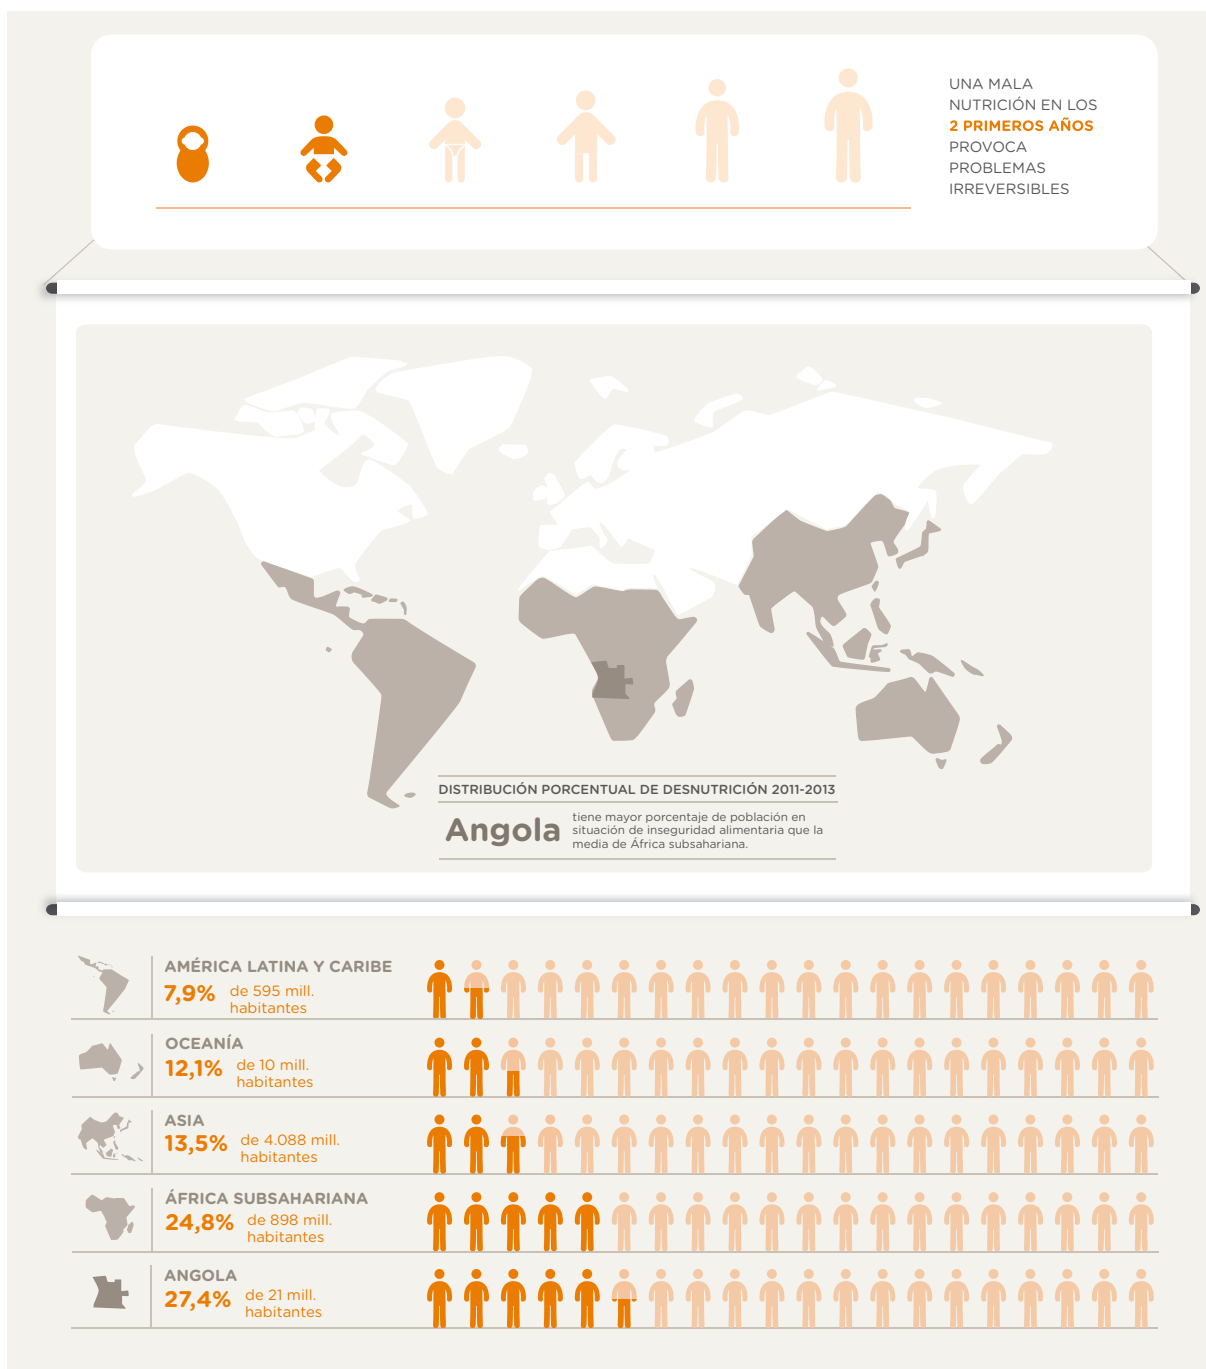 UNA MALA
NUTRICIÓN EN LOS
2 PRIMEROS AÑOS
PROVOCA
PROBLEMAS
IRREVERSIBLES
DISTRIBUCIÓN PORCENTUAL DE DESNUTRICIÓN 2011-2013
Angola
tiene mayor porcentaje de población en
situación de inseguridad alimentaria que la
media de África subsahariana.
AMÉRICA LATINA Y CARIBE
7,9% de 595 mill.
habitantes
OCEANÍA
12,1% de 10 mill.
habitantes
ASIA
13,5% de 4.088 mill.
habitantes
ÁFRICA SUBSAHARIANA
24,8% de 898 mill.
habitantes
ANGOLA
27,4% de 21 mill.
habitantes